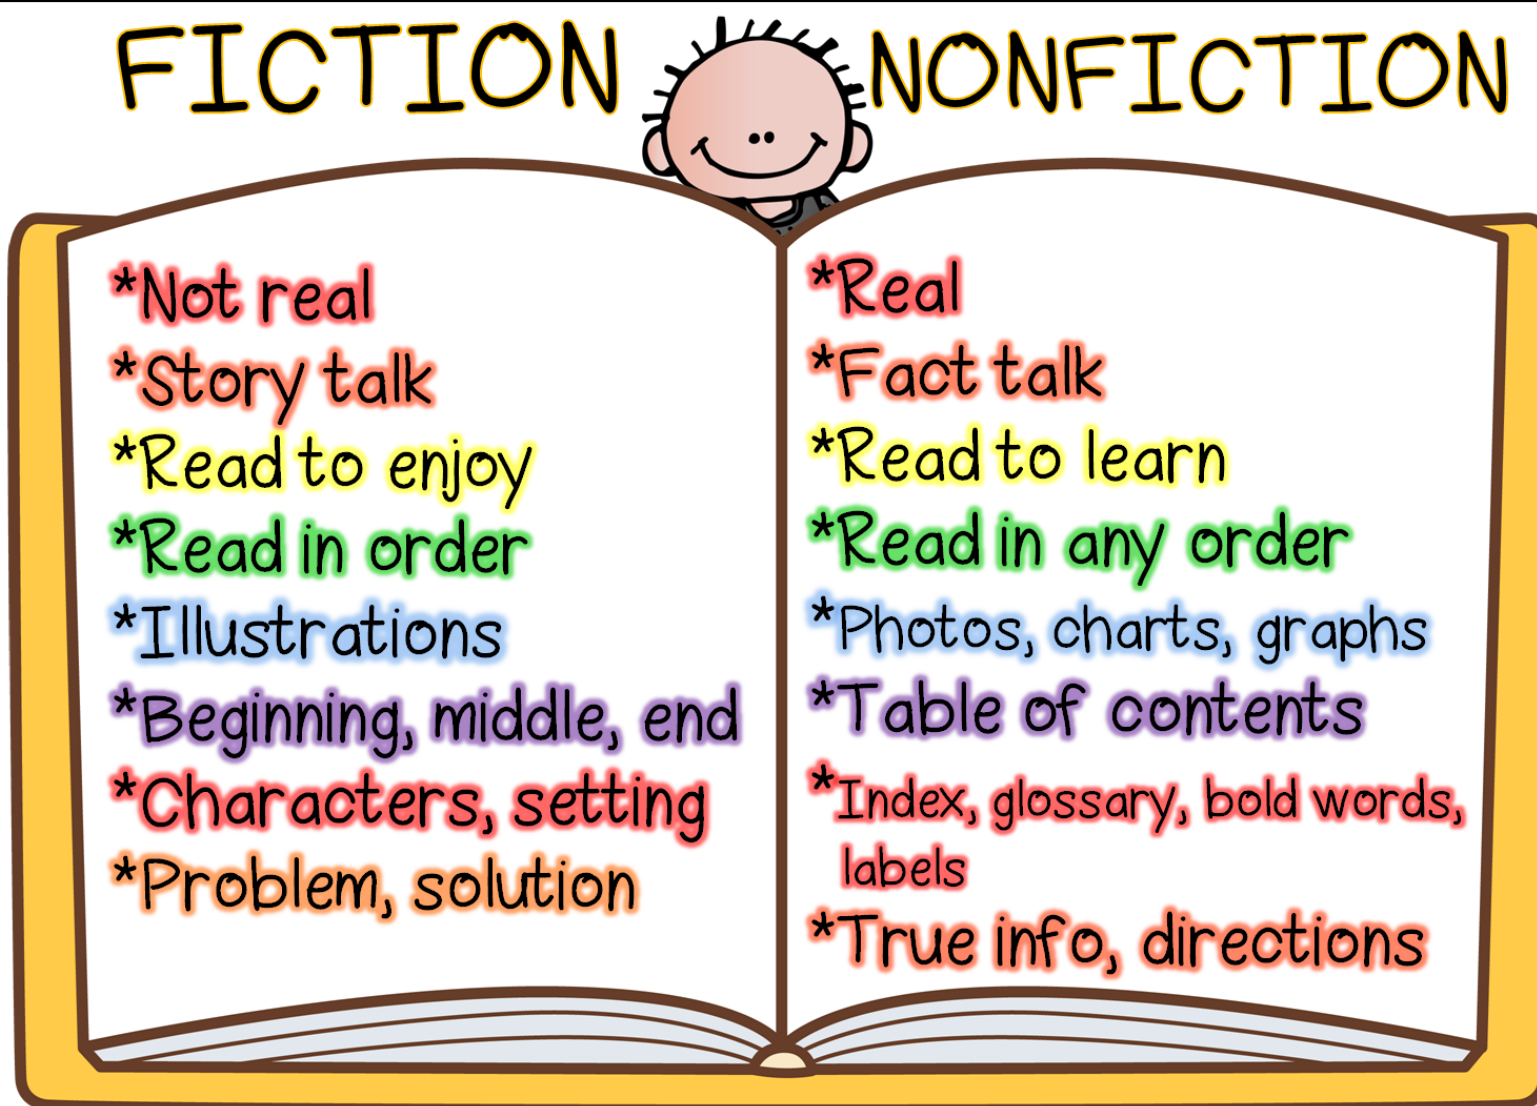 FICTION
NONFICTION
*Not real
*Story talk
*Read to enjoy
*Read in order
*Illustrations
*Beginning, middle, end
*Characters, setting
*Problem, solution
*Real
*Fact talk
*Read to learn
*Read in any order
*Photos, charts, graphs
*Table of contents
*Index, glossary, bold words,
labels
*True info, directions